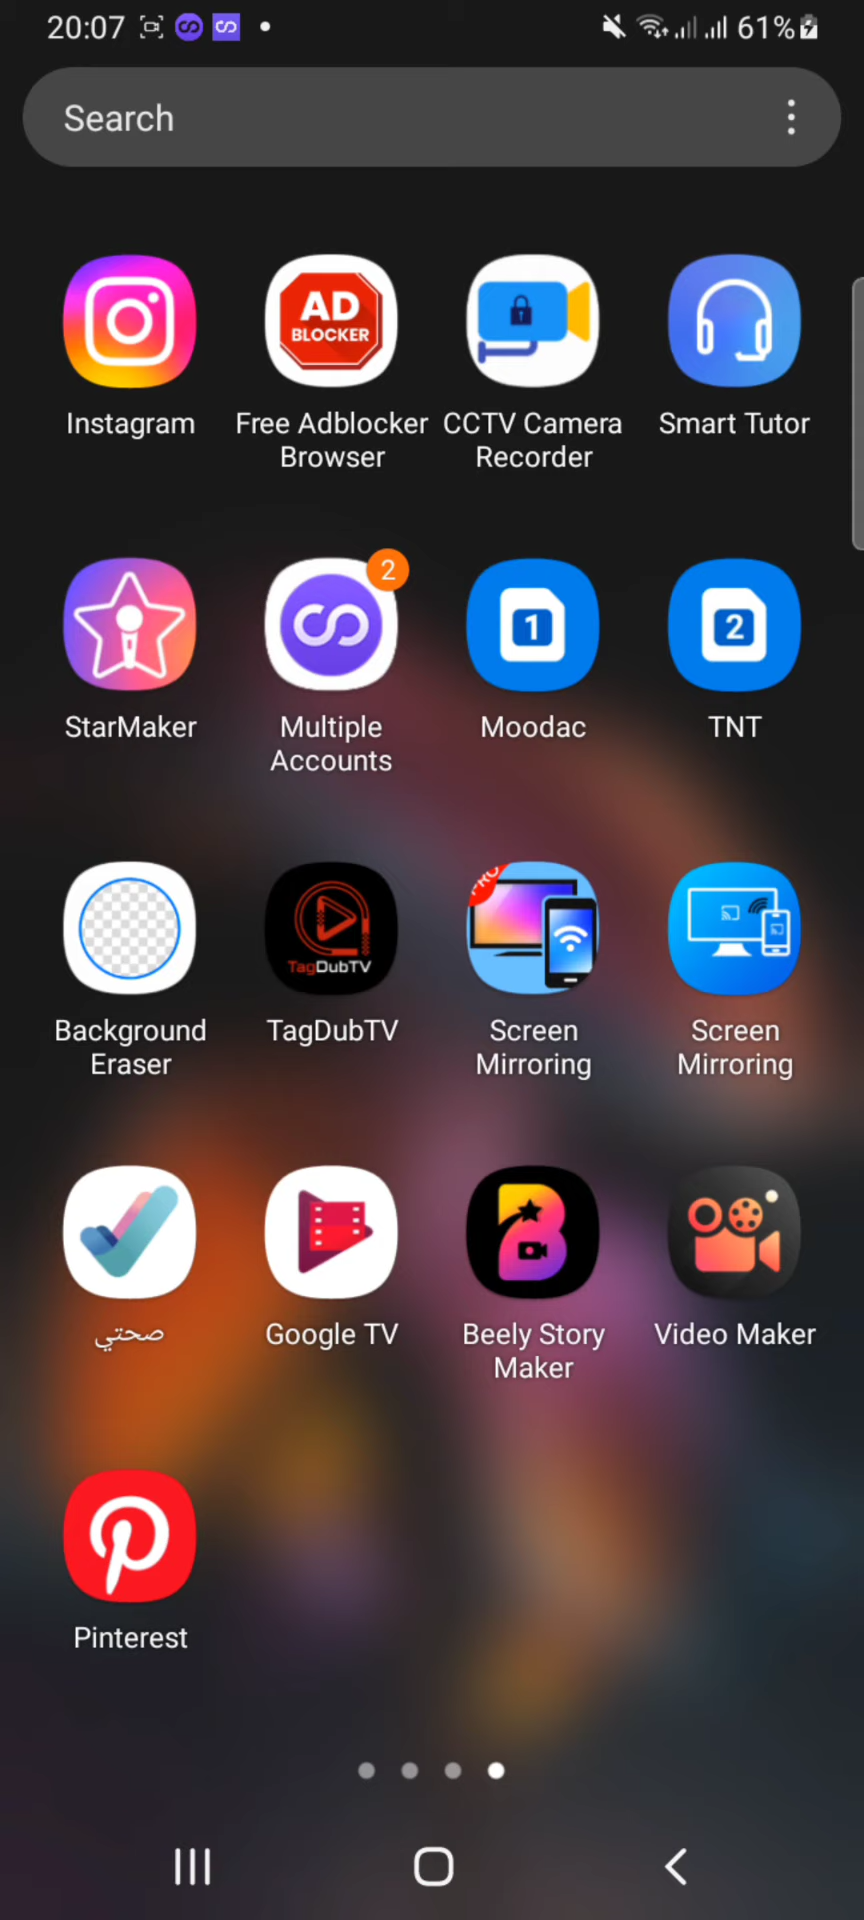 20:07 61%
Search
AD
BLOCKER
Instagram Free Adblocker CCTV Camera Smart Tutor
Browser Recorder
2
1 2
StarMaker Multiple Moodac TNT
Accounts
PRO
TagDubTV
Background TagDubTV Screen Screen
Eraser Mirroring Mirroring
صحتي Google TV Beely Story Video Maker
Maker
Pinterest